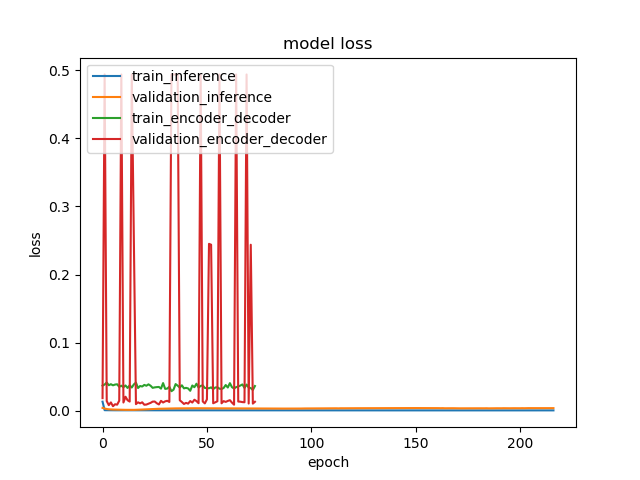 model loss
train_inference
validation_inference
train_encoder_decoder
validation_encoder_decoder
loss
0.5
0.4
0.3
0.2
0.1
0.0
0 50 100 150 200
epoch